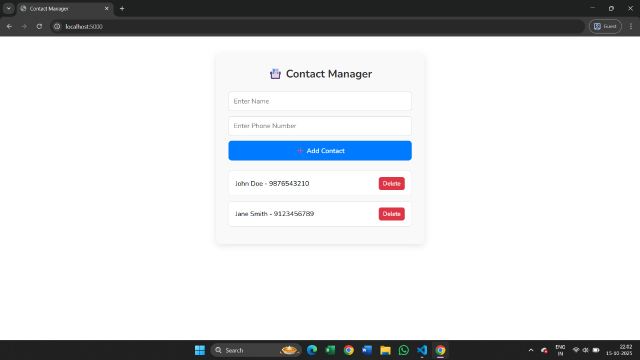 Contact Manager
localhost:5000
Guest
Contact Manager
Enter Name
Enter Phone Number
+ Add Contact
John Doe - 9876543210
Delete
Jane Smith - 9123456789
Delete
Search
ENG
IN
22:02
15-10-2025